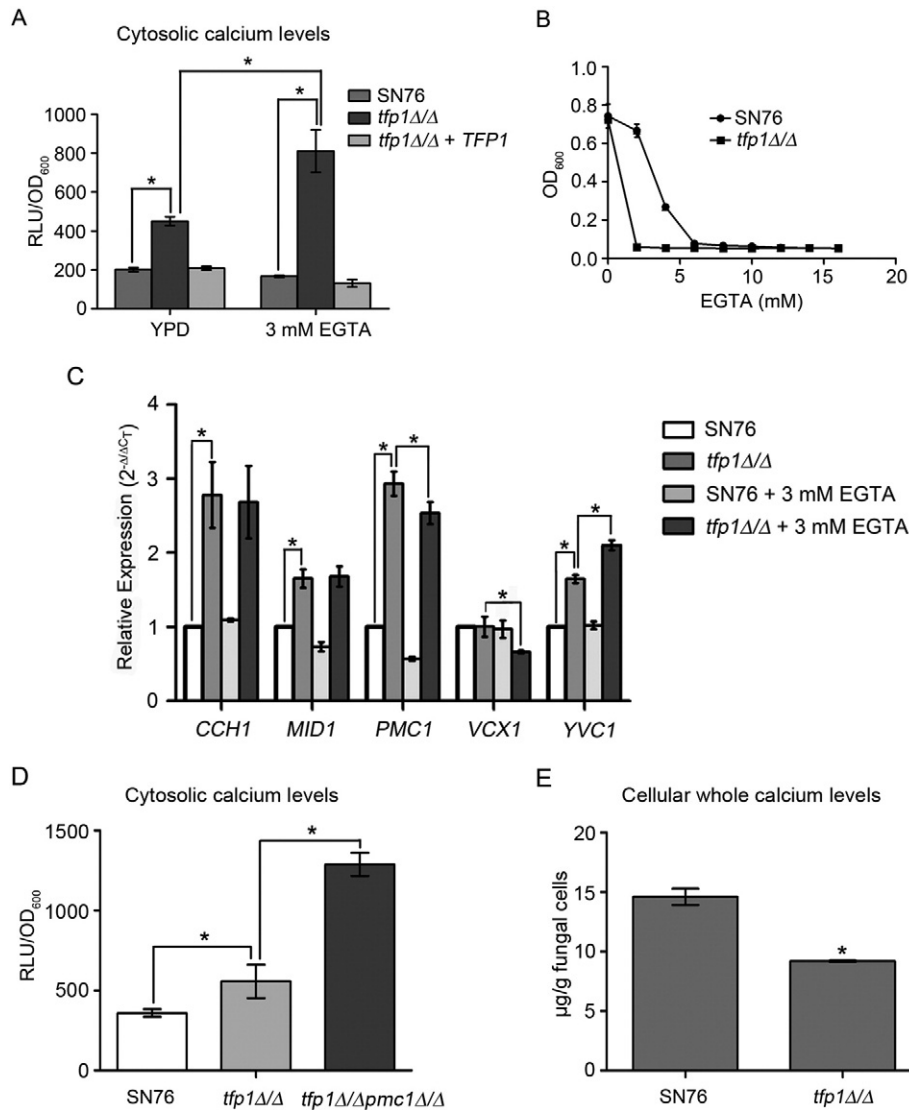 A
Cytosolic calcium levels
SN76
tfp1Δ/Δ
tfp1Δ/Δ + TFP1
RLU/OD600
1000
800
600
400
200
0
*
*
*
YPD
3 mM EGTA
B
SN76
tfp1Δ/Δ
OD600
1.0
0.8
0.6
0.4
0.2
0.0
0
5
10
15
20
EGTA (mM)
C
SN76
tfp1Δ/Δ
SN76 + 3 mM EGTA
tfp1Δ/Δ + 3 mM EGTA
Relative Expression (2-Δ/ΔCT)
4
3
2
1
0
*
*
*
*
*
*
*
CCH1
MID1
PMC1
VCX1
YVC1
D
Cytosolic calcium levels
RLU/OD600
1500
1000
500
0
*
*
SN76
tfp1Δ/Δ
tfp1Δ/Δpmc1Δ/Δ
E
Cellular whole calcium levels
µg/g fungal cells
20
15
10
5
0
*
SN76
tfp1Δ/Δ